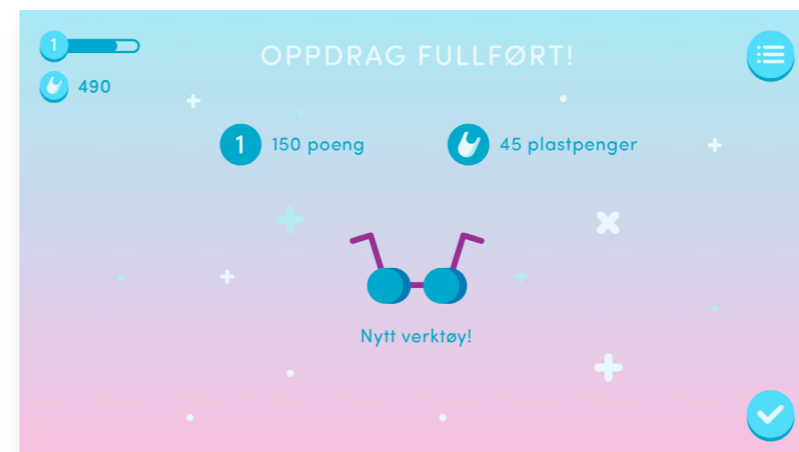 1
OPPDRAG FULLFØRT!
490
1 150 poeng
45 plastpenger
Nytt verktøy!